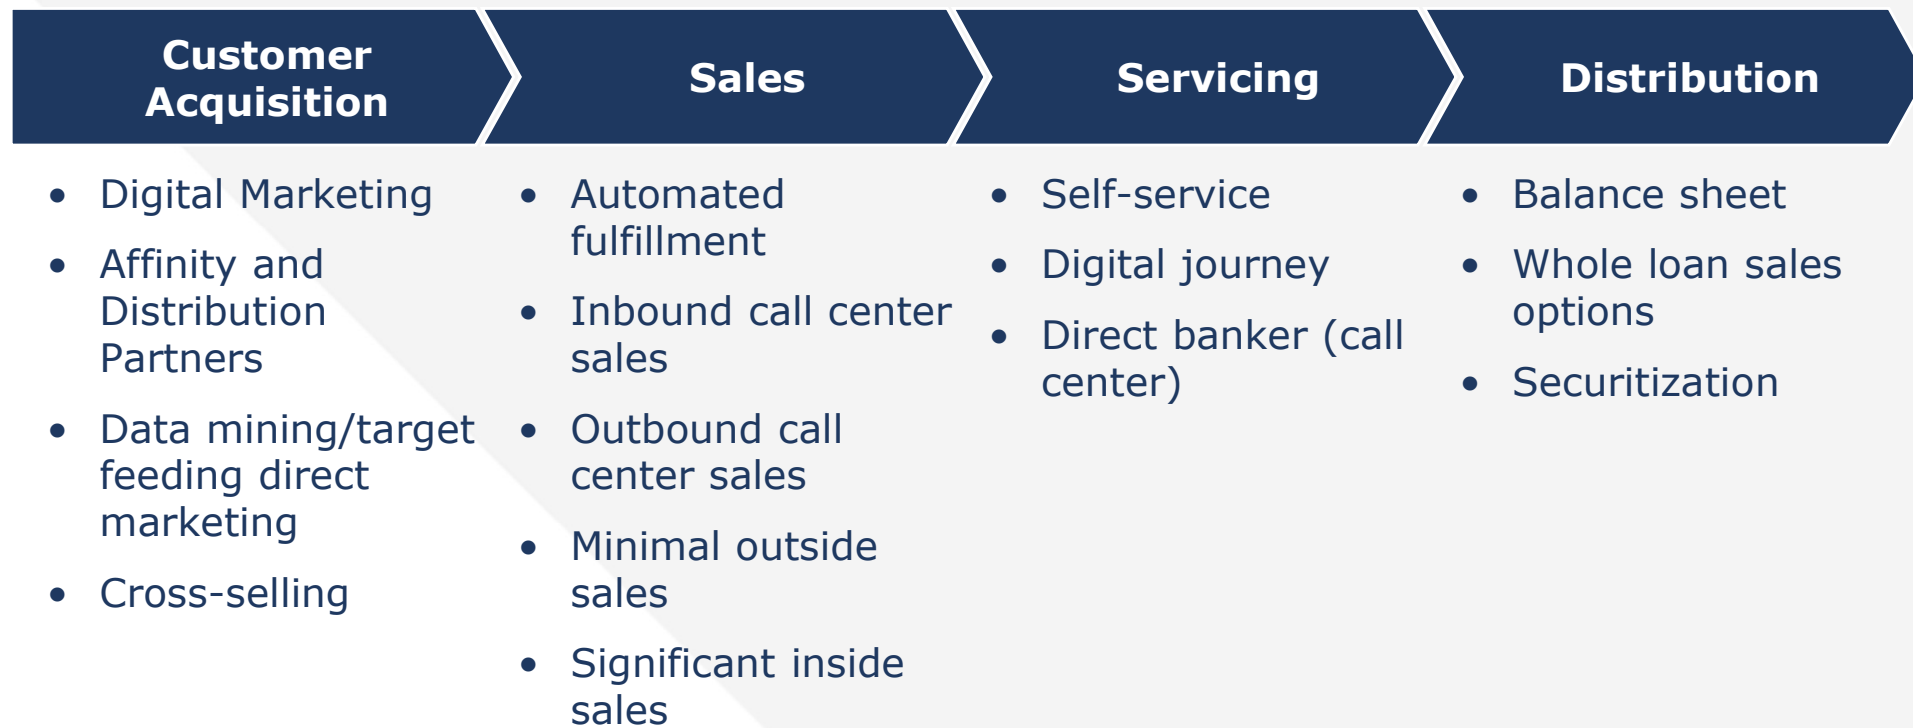 Customer
Acquisition
Sales
Servicing
Distribution
• Digital Marketing
• Affinity and
Distribution
Partners
• Data mining/target
feeding direct
marketing
• Cross-selling
• Automated
fulfillment
• Inbound call center
sales
• Outbound call
center sales
• Minimal outside
sales
• Significant inside
sales
• Self-service
• Digital journey
• Direct banker (call
center)
• Balance sheet
• Whole loan sales
options
• Securitization